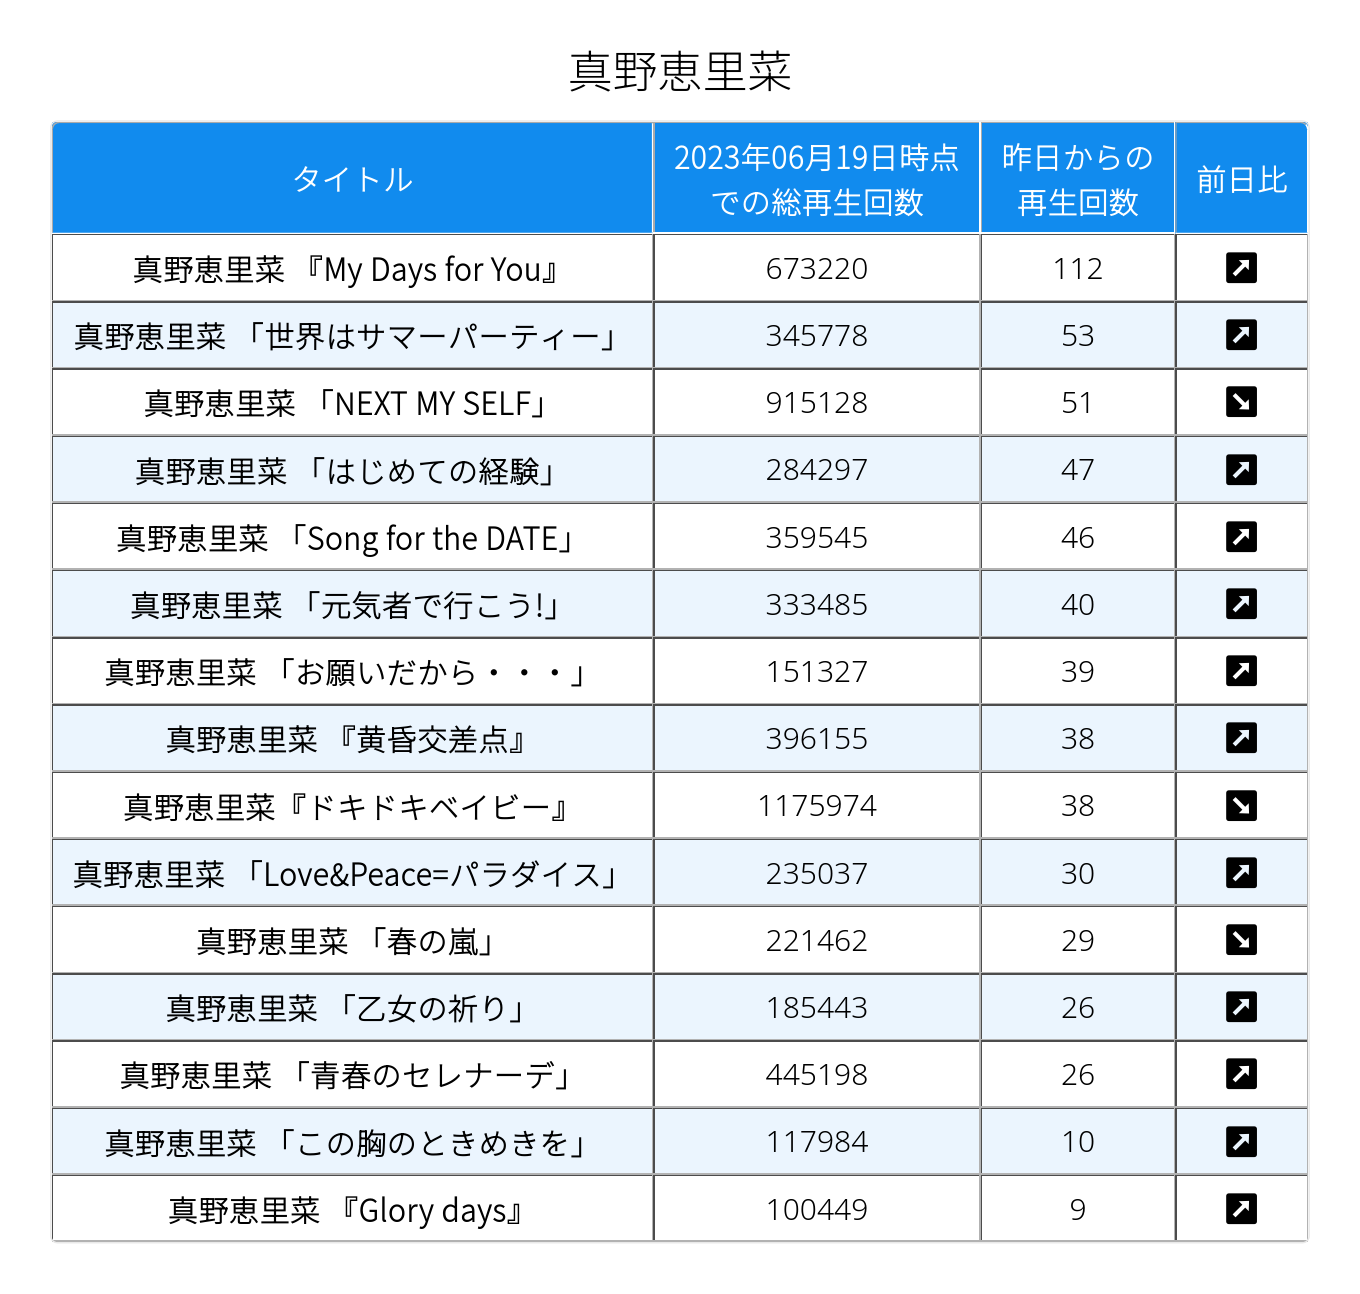 真野恵里菜
タイトル
2023年06月19日時点
での総再生回数
昨日からの
再生回数
前日比
真野恵里菜 『My Days for You』 673220 112
真野恵里菜 「世界はサマーパーティー」 345778 53
真野恵里菜 「NEXT MY SELF」 915128 51
真野恵里菜 「はじめての経験」 284297 47
真野恵里菜 「Song for the DATE」 359545 46
真野恵里菜 「元気者で行こう!」 333485 40
真野恵里菜 「お願いだから・・・」 151327 39
真野恵里菜 『黄昏交差点』 396155 38
真野恵里菜『ドキドキベイビー』 1175974 38
真野恵里菜 「Love&Peace=パラダイス」 235037 30
真野恵里菜 「春の嵐」 221462 29
真野恵里菜 「乙女の祈り」 185443 26
真野恵里菜 「青春のセレナーデ」 445198 26
真野恵里菜 「この胸のときめきを」 117984 10
真野恵里菜 『Glory days』 100449 9